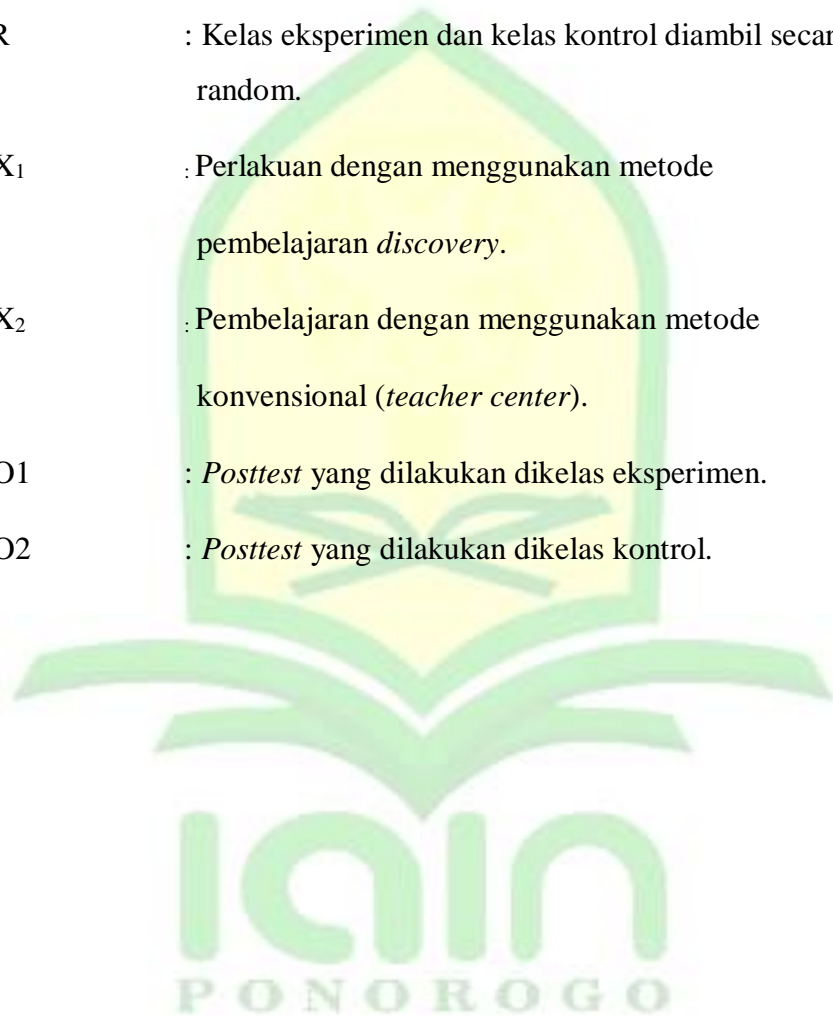 R : Kelas eksperimen dan kelas kontrol diambil secar
random.
X₁ : Perlakuan dengan menggunakan metode
pembelajaran discovery.
X₂ : Pembelajaran dengan menggunakan metode
konvensional (teacher center).
O1 : Posttest yang dilakukan dikelas eksperimen.
O2 : Posttest yang dilakukan dikelas kontrol.
IAIN
PONOROGO